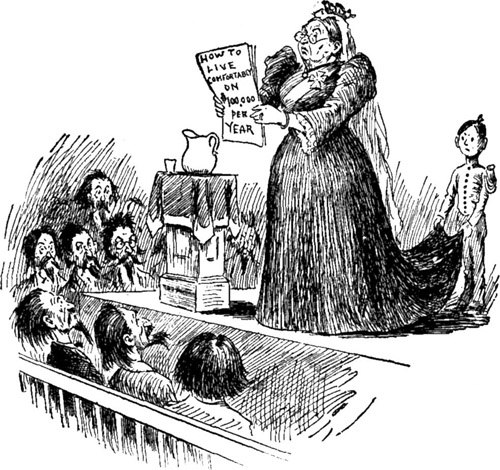 HOW TO
LIVE
COMFORTABLY
ON
$100,000
PER
YEAR